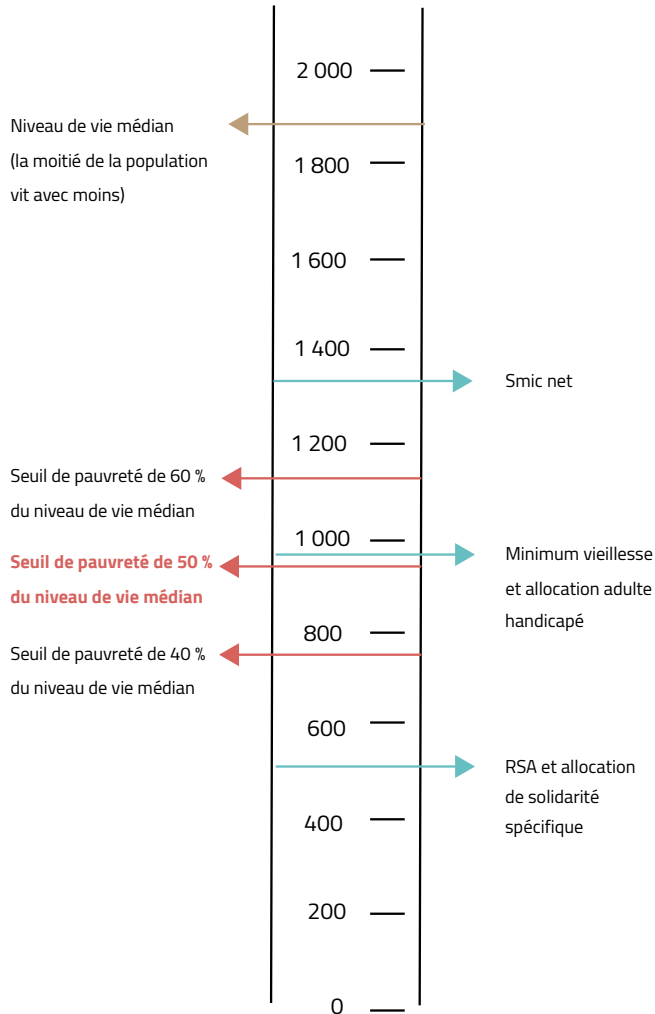 2 000
Niveau de vie médian
(la moitié de la population
vit avec moins)
1 800
1 600
1 400
Smic net
1 200
Seuil de pauvreté de 60 %
du niveau de vie médian
1 000
Seuil de pauvreté de 50 %
du niveau de vie médian
Minimum vieillesse
et allocation adulte
handicapé
800
Seuil de pauvreté de 40 %
du niveau de vie médian
600
RSA et allocation
de solidarité
spécifique
400
200
0